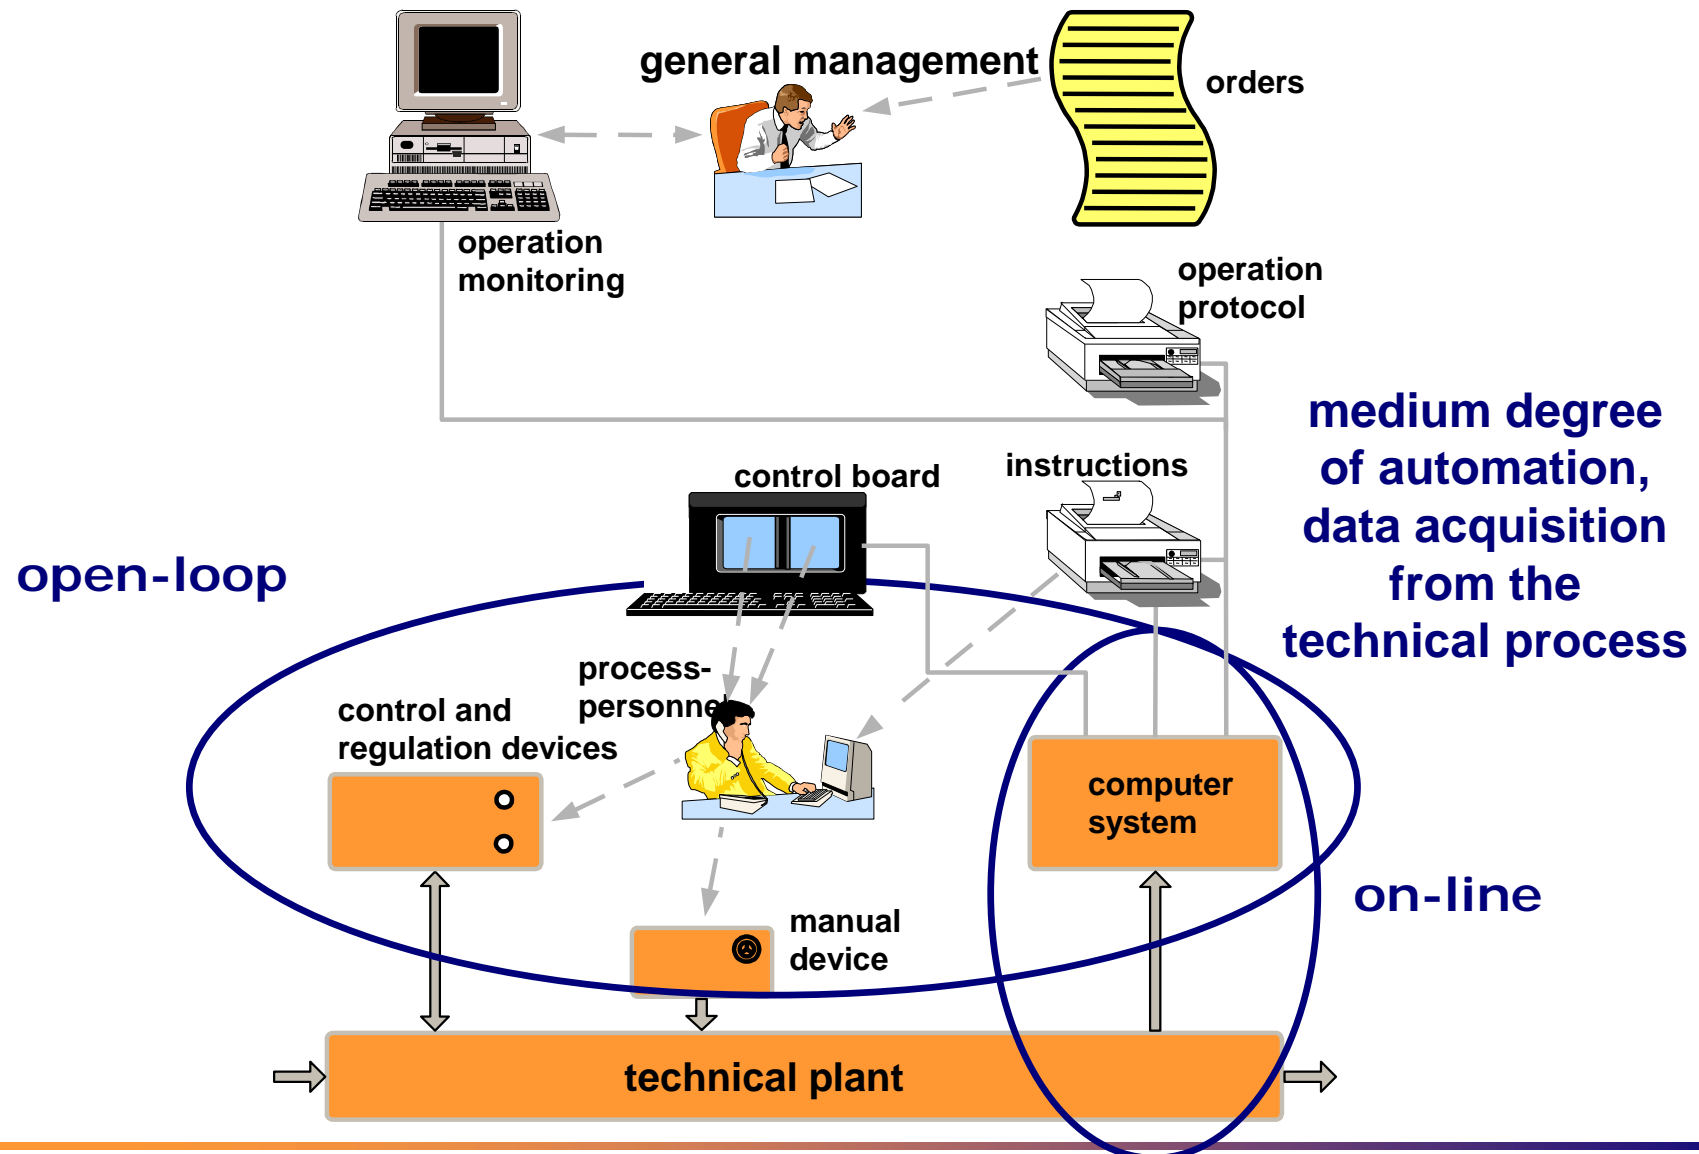 general management
orders
operation
monitoring
operation
protocol
medium degree
of automation,
data acquisition
from the
technical process
control board
instructions
open-loop
process-
personnel
control and
regulation devices
computer
system
on-line
manual
device
technical plant